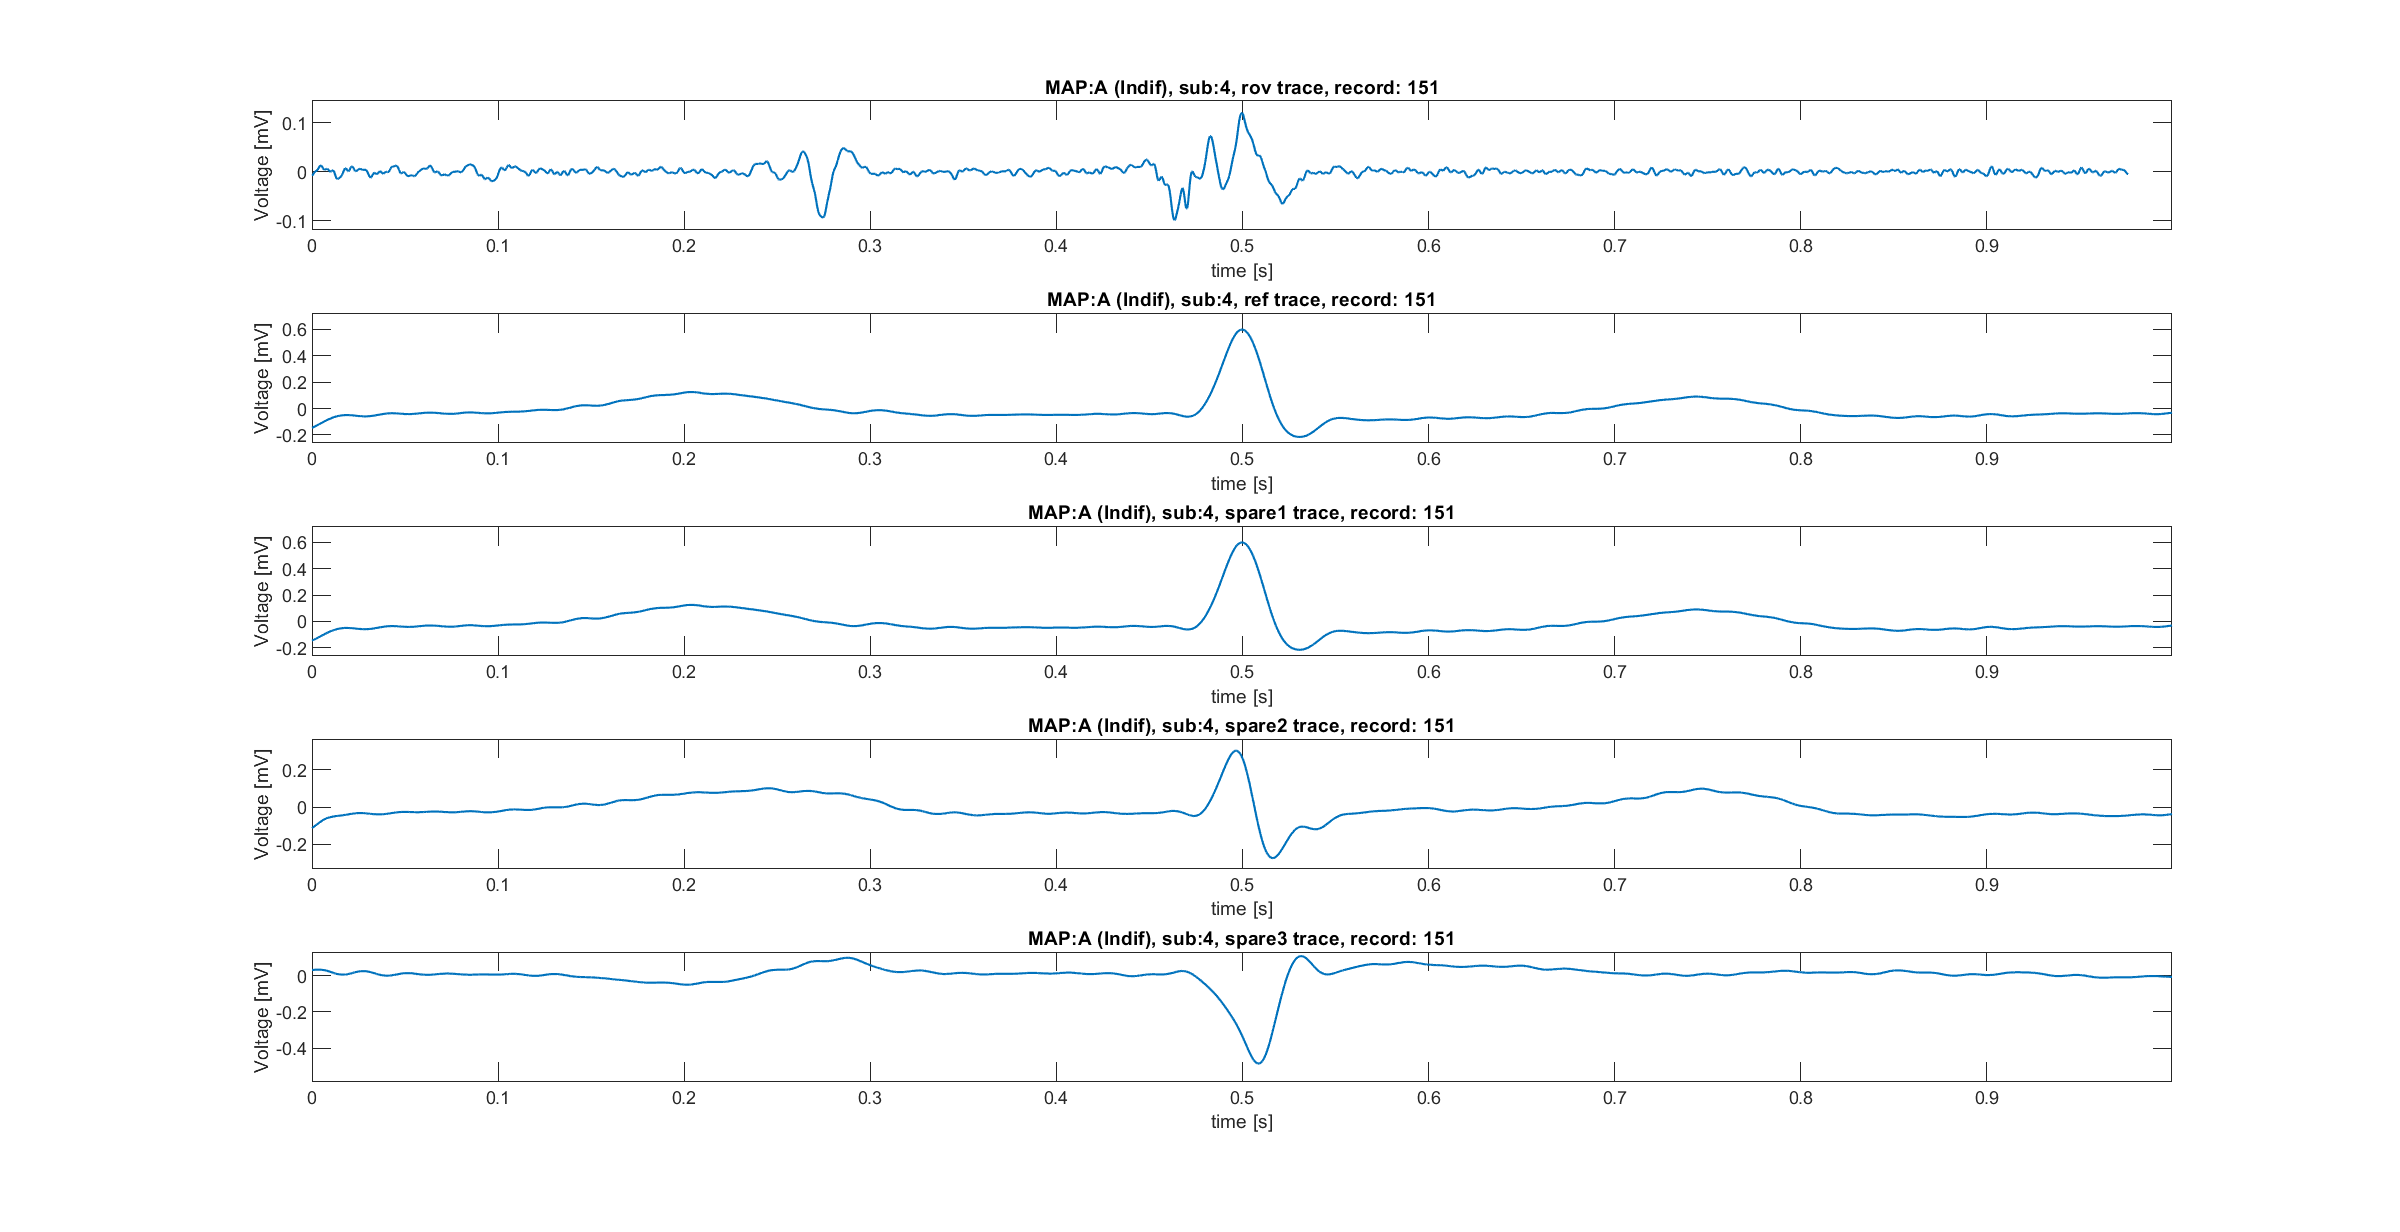 MAP:A (Indif), sub:4, rov trace, record: 151
Voltage [mV]
0.1
0
-0.1
0 0.1 0.2 0.3 0.4 0.5 0.6 0.7 0.8 0.9
time [s]
MAP:A (Indif), sub:4, ref trace, record: 151
Voltage [mV]
0.6
0.4
0.2
0
-0.2
0 0.1 0.2 0.3 0.4 0.5 0.6 0.7 0.8 0.9
time [s]
MAP:A (Indif), sub:4, spare1 trace, record: 151
Voltage [mV]
0.6
0.4
0.2
0
-0.2
0 0.1 0.2 0.3 0.4 0.5 0.6 0.7 0.8 0.9
time [s]
MAP:A (Indif), sub:4, spare2 trace, record: 151
Voltage [mV]
0.2
0
-0.2
0 0.1 0.2 0.3 0.4 0.5 0.6 0.7 0.8 0.9
time [s]
MAP:A (Indif), sub:4, spare3 trace, record: 151
Voltage [mV]
0
-0.2
-0.4
0 0.1 0.2 0.3 0.4 0.5 0.6 0.7 0.8 0.9
time [s]